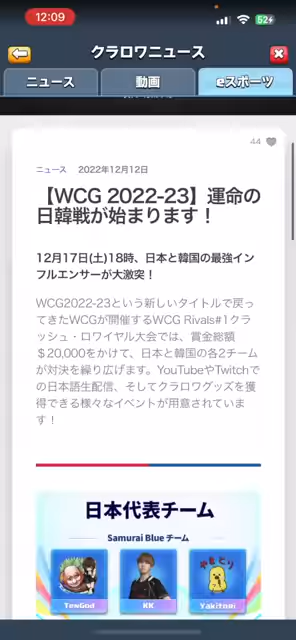 12:09
52
クラロワニュース
ニュース
動画
eスポーツ
44
ニュース 2022年12月12日
【WCG 2022-23】運命の
日韓戦が始まります！
12月17日(土)18時、日本と韓国の最強イン
フルエンサーが大激突！
WCG2022-23という新しいタイトルで戻っ
てきたWCGが開催するWCG Rivals#1クラ
ッシュ・ロワイヤル大会では、賞金総額
＄20,000をかけて、日本と韓国の各2チーム
が対決を繰り広げます。YouTubeやTwitchで
の日本語生配信、そしてクラロワグッズを獲
得できる様々なイベントが用意されていま
す！
日本代表チーム
Samurai Blue チーム
やきとり
TenGod
KK
Yakitori